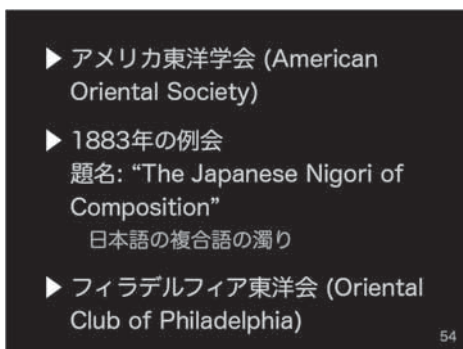 ▶ アメリカ東洋学会 (American
Oriental Society)
▶ 1883年の例会
題名: “The Japanese Nigori of
Composition”
日本語の複合語の濁り
▶ フィラデルフィア東洋会 (Oriental
Club of Philadelphia)
54